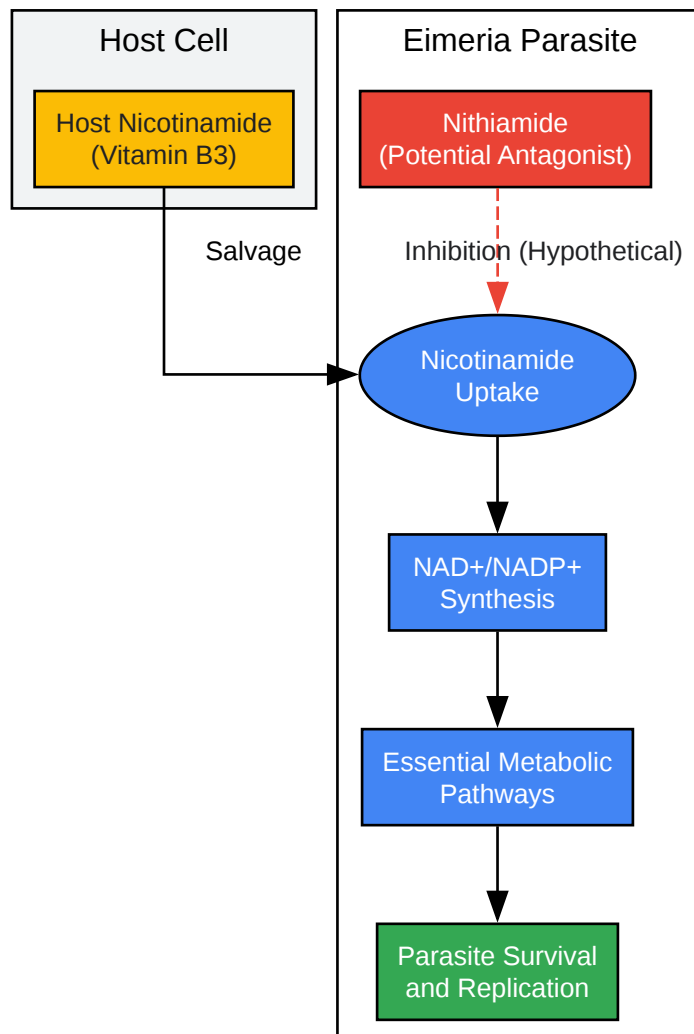 Host Cell
Eimeria Parasite
Host Nicotinamide
(Vitamin B3)
Nithiamide
(Potential Antagonist)
Salvage
Inhibition (Hypothetical)
Nicotinamide
Uptake
NAD+/NADP+
Synthesis
Essential Metabolic
Pathways
Parasite Survival
and Replication